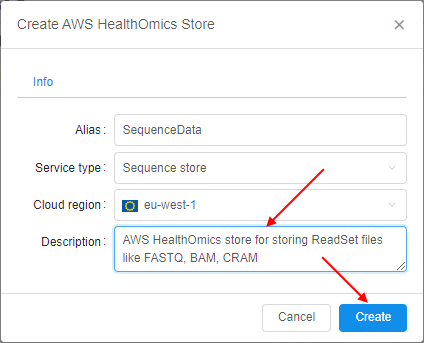 Create AWS HealthOmics Store
Info
Alias: SequenceData
Service type: Sequence store
Cloud region: eu-west-1
Description: AWS HealthOmics store for storing ReadSet files
like FASTQ, BAM, CRAM
Cancel Create